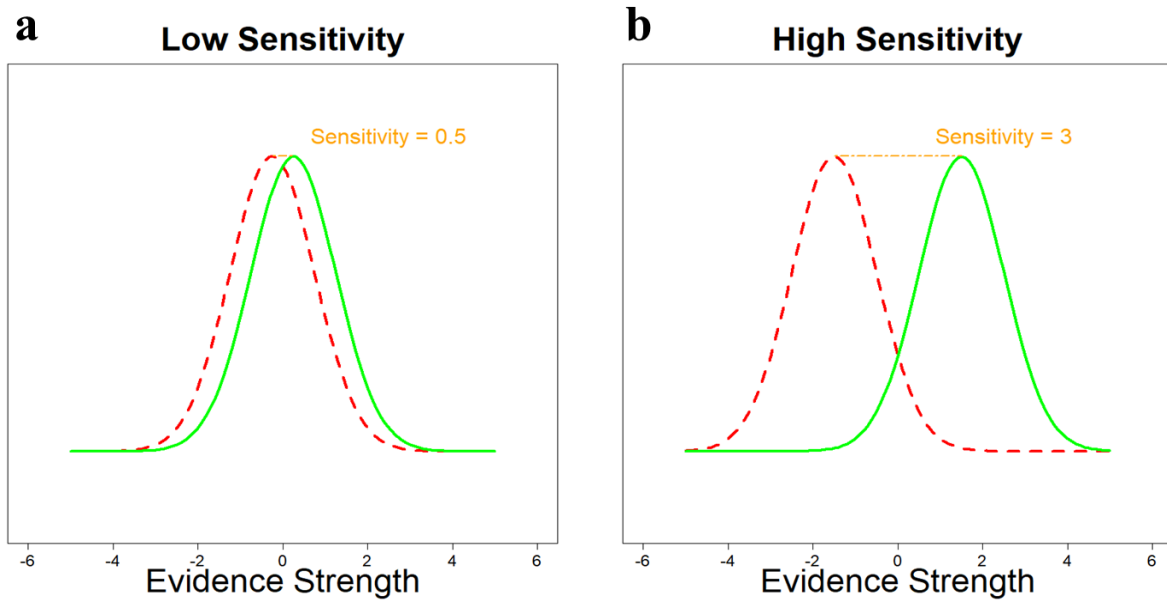 a
Low Sensitivity
Sensitivity = 0.5
-6 -4 -2 0 2 4 6
Evidence Strength
b
High Sensitivity
Sensitivity = 3
-6 -4 -2 0 2 4 6
Evidence Strength